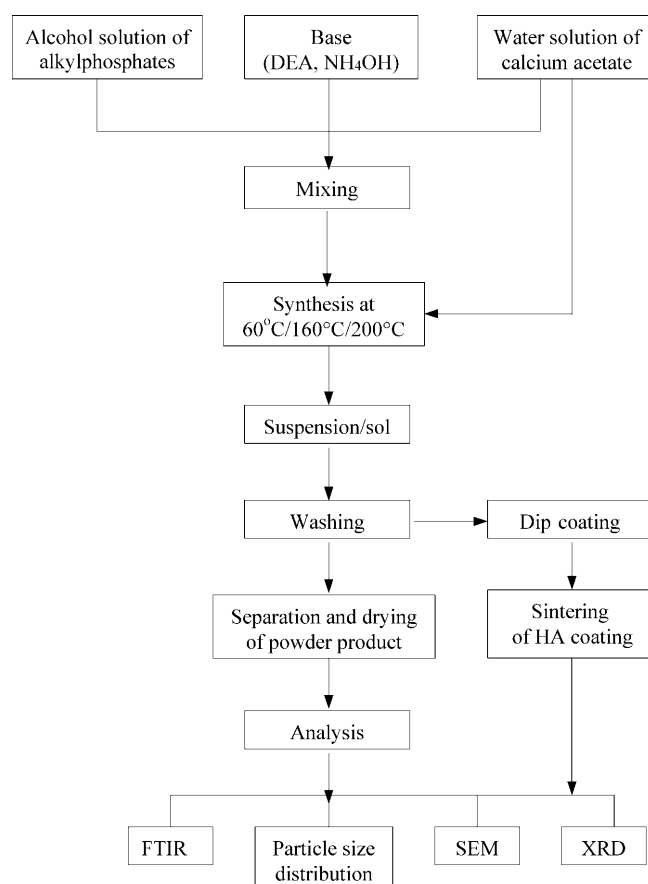 Alcohol solution of
alkylphosphates
Base
(DEA, NH₄OH)
Water solution of
calcium acetate
Mixing
Synthesis at
60°C/160°C/200°C
Suspension/sol
Washing
Dip coating
Separation and drying
of powder product
Sintering
of HA coating
Analysis
FTIR
Particle size
distribution
SEM
XRD